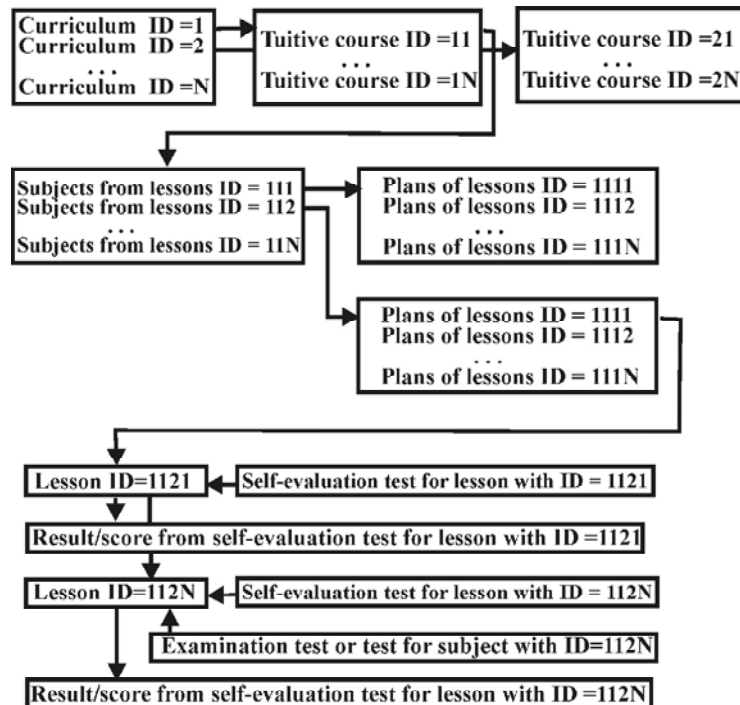 Curriculum ID =1
Curriculum ID =2
...
Curriculum ID =N
Tuitive course ID =11
...
Tuitive course ID =1N
Tuitive course ID =21
...
Tuitive course ID =2N
Subjects from lessons ID = 111
Subjects from lessons ID = 112
...
Subjects from lessons ID = 11N
Plans of lessons ID = 1111
Plans of lessons ID = 1112
...
Plans of lessons ID = 111N
Plans of lessons ID = 1111
Plans of lessons ID = 1112
...
Plans of lessons ID = 111N
Lesson ID=1121
Self-evaluation test for lesson with ID = 1121
Result/score from self-evaluation test for lesson with ID =1121
Lesson ID=112N
Self-evaluation test for lesson with ID = 112N
Examination test or test for subject with ID=112N
Result/score from self-evaluation test for lesson with ID =112N